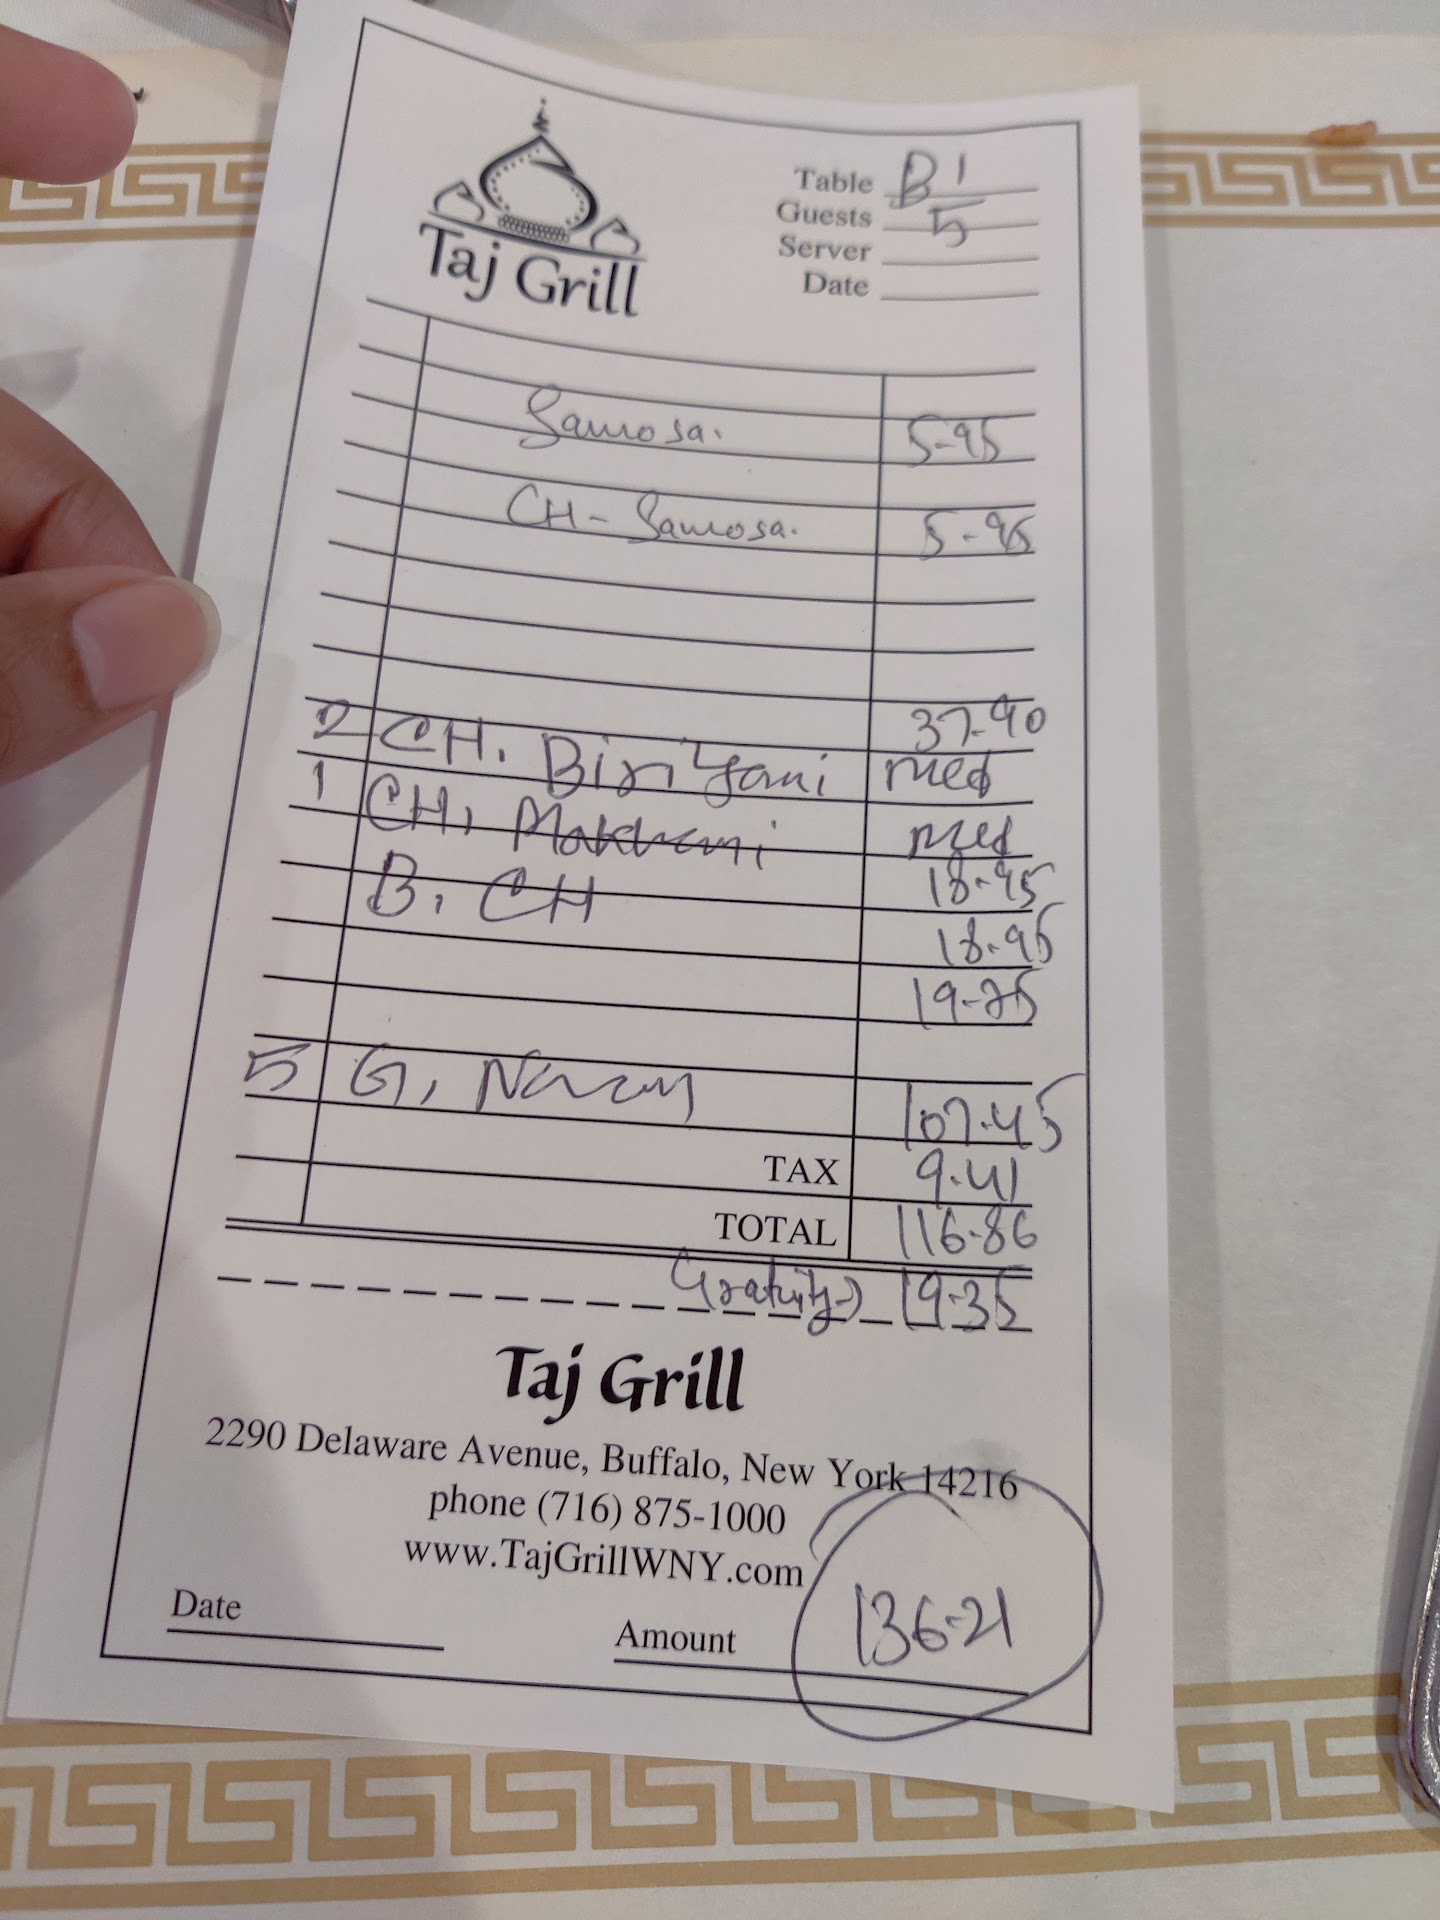 Taj Grill
Table B1
Guests 5
Server
Date
Samosa. 5-95
CH- Samosa. 5-95
37-90
2 CH. Biriyani med
1 CH, Makhani med
18-95
B. CH
18-95
19-75
5 G, Naan
107-45
TAX 9-41
TOTAL 116-86
Gratuity 19-35
Taj Grill
2290 Delaware Avenue, Buffalo, New York 14216
phone (716) 875-1000
www.TajGrillWNY.com
Date
Amount 136-21